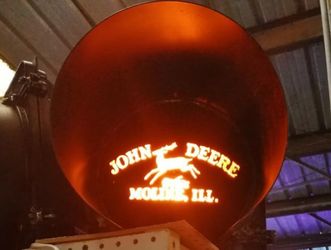 JOHN DEERE
MOLINE, ILL.